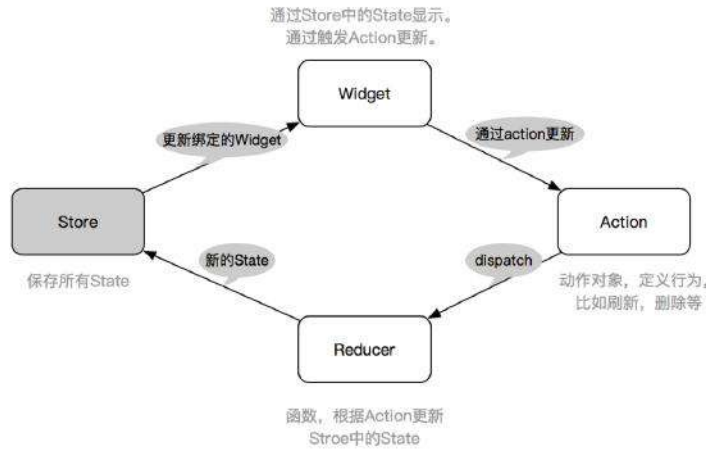 通过Store中的State显示。
通过触发Action更新。
Widget
更新绑定的Widget
通过action更新
Store
Action
保存所有State
新的State
dispatch
动作对象，定义行为，
比如刷新，删除等
Reducer
函数，根据Action更新
Stroe中的State